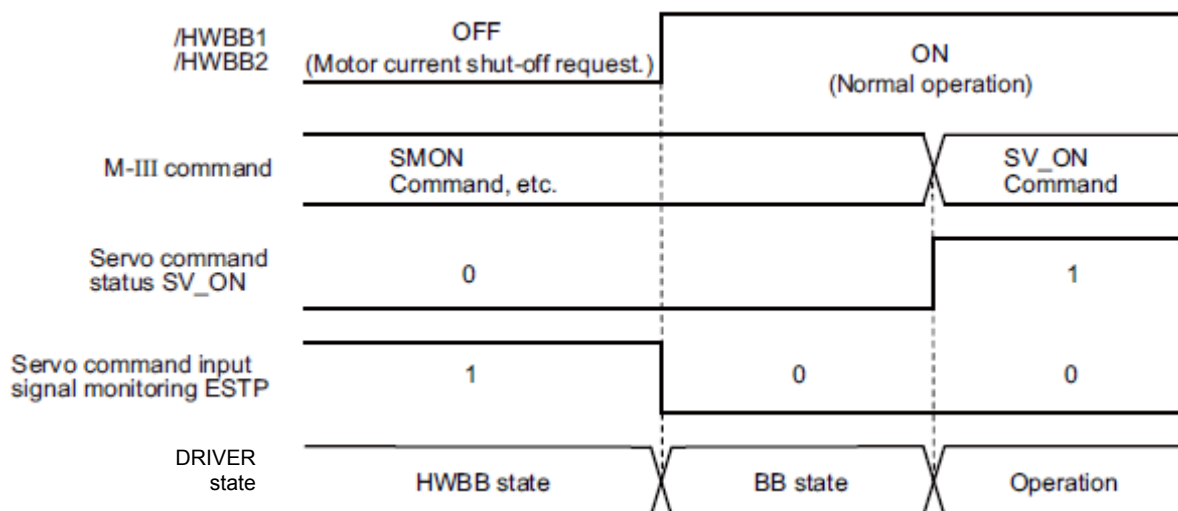 /HWBB1
/HWBB2
OFF
(Motor current shut-off request.)
ON
(Normal operation)
M-III command
SMON
Command, etc.
SV_ON
Command
Servo command
status SV_ON
0
1
Servo command input
signal monitoring ESTP
1
0
0
DRIVER
state
HWBB state
BB state
Operation